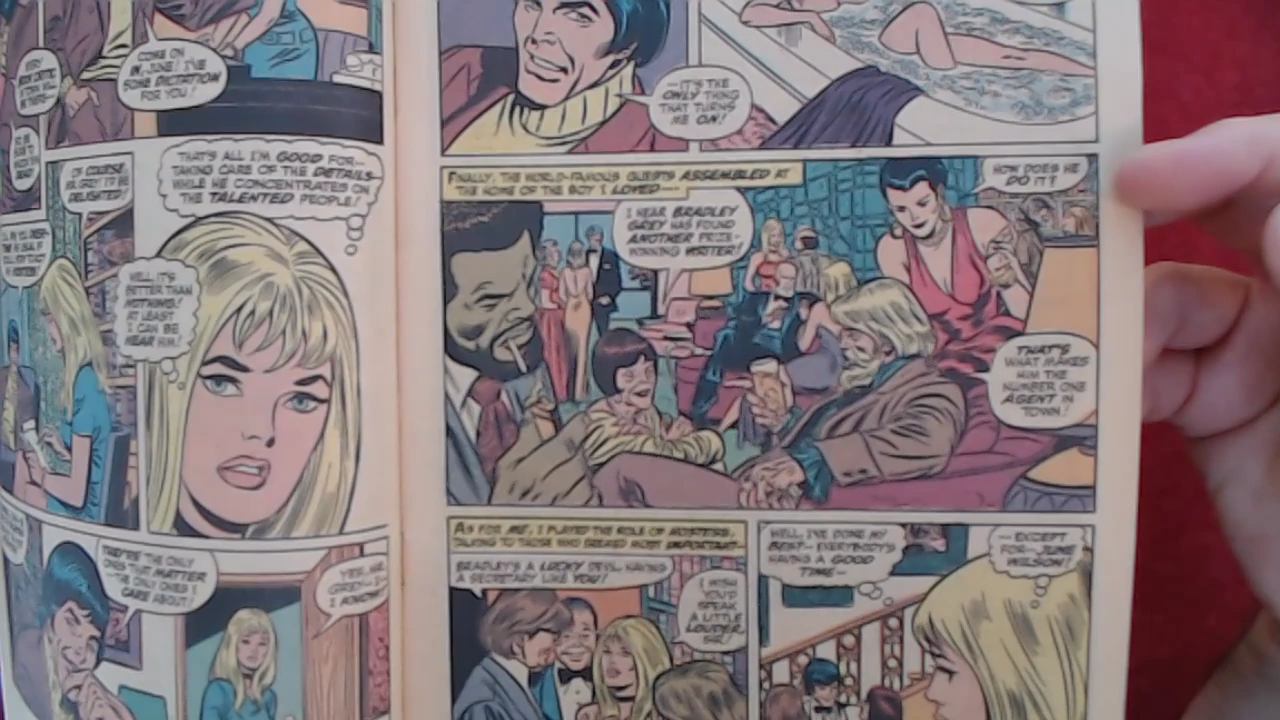 COME ON
IN, JUNE! I'VE
SOME DICTATION
FOR YOU!
OF COURSE,
MR. GREY! I'D BE
DELIGHTED!
THAT'S ALL I'M GOOD FOR--
TAKING CARE OF THE DETAILS
WHILE HE CONCENTRATES ON
THE TALENTED PEOPLE!
WELL, IT'S
BETTER THAN
NOTHING!
AT LEAST
I CAN BE
NEAR HIM!
THEY'RE THE ONLY
ONES THAT MATTER
--THE ONLY ONES I
CARE ABOUT!
YES, MR.
GREY-- I--
I KNOW!
--IT'S THE
ONLY THING
THAT TURNS
ME ON!
FINALLY, THE WORLD-FAMOUS GUESTS ASSEMBLED AT
THE HOME OF THE BOY I LOVED--
I HEAR BRADLEY
GREY HAS FOUND
ANOTHER PRIZE-
WINNING WRITER!
HOW DOES HE
DO IT?
THAT'S
WHAT MAKES
HIM THE
NUMBER ONE
AGENT IN
TOWN!
AS FOR ME, I PLAYED THE ROLE OF HOSTESS,
TALKING TO THOSE WHO SEEMED MOST IMPORTANT--
BRADLEY'S A LUCKY DEVIL, HAVING
A SECRETARY LIKE YOU!
I WISH
YOU'D
SPEAK
A LITTLE
LOUDER,
SIR!
WELL, I'VE DONE MY
BEST-- EVERYBODY'S
HAVING A GOOD
TIME--
-- EXCEPT
FOR-- JUNE
WILSON!